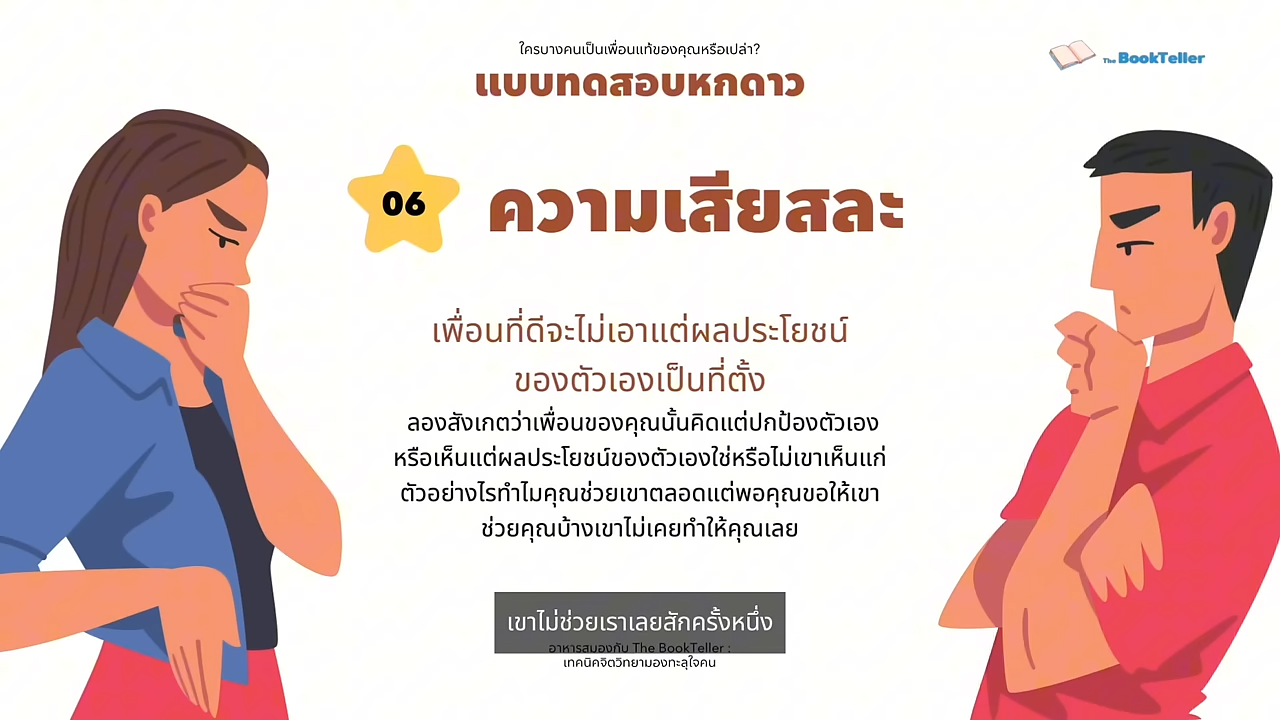 ใครบางคนเป็นเพื่อนแท้ของคุณหรือเปล่า?
แบบทดสอบหกดาว
The BookTeller
06
ความเสียสละ
เพื่อนที่ดีจะไม่เอาแต่ผลประโยชน์
ของตัวเองเป็นที่ตั้ง
ลองสังเกตว่าเพื่อนของคุณนั้นคิดแต่ปกป้องตัวเอง
หรือเห็นแต่ผลประโยชน์ของตัวเองใช่หรือไม่เขาเห็นแก่
ตัวอย่างไรทำไมคุณช่วยเขาตลอดแต่พอคุณขอให้เขา
ช่วยคุณบ้างเขาไม่เคยทำให้คุณเลย
เขาไม่ช่วยเราเลยสักครั้งหนึ่ง
อาหารสมองกับ The BookTeller :
เทคนิคจิตวิทยามองทะลุใจคน